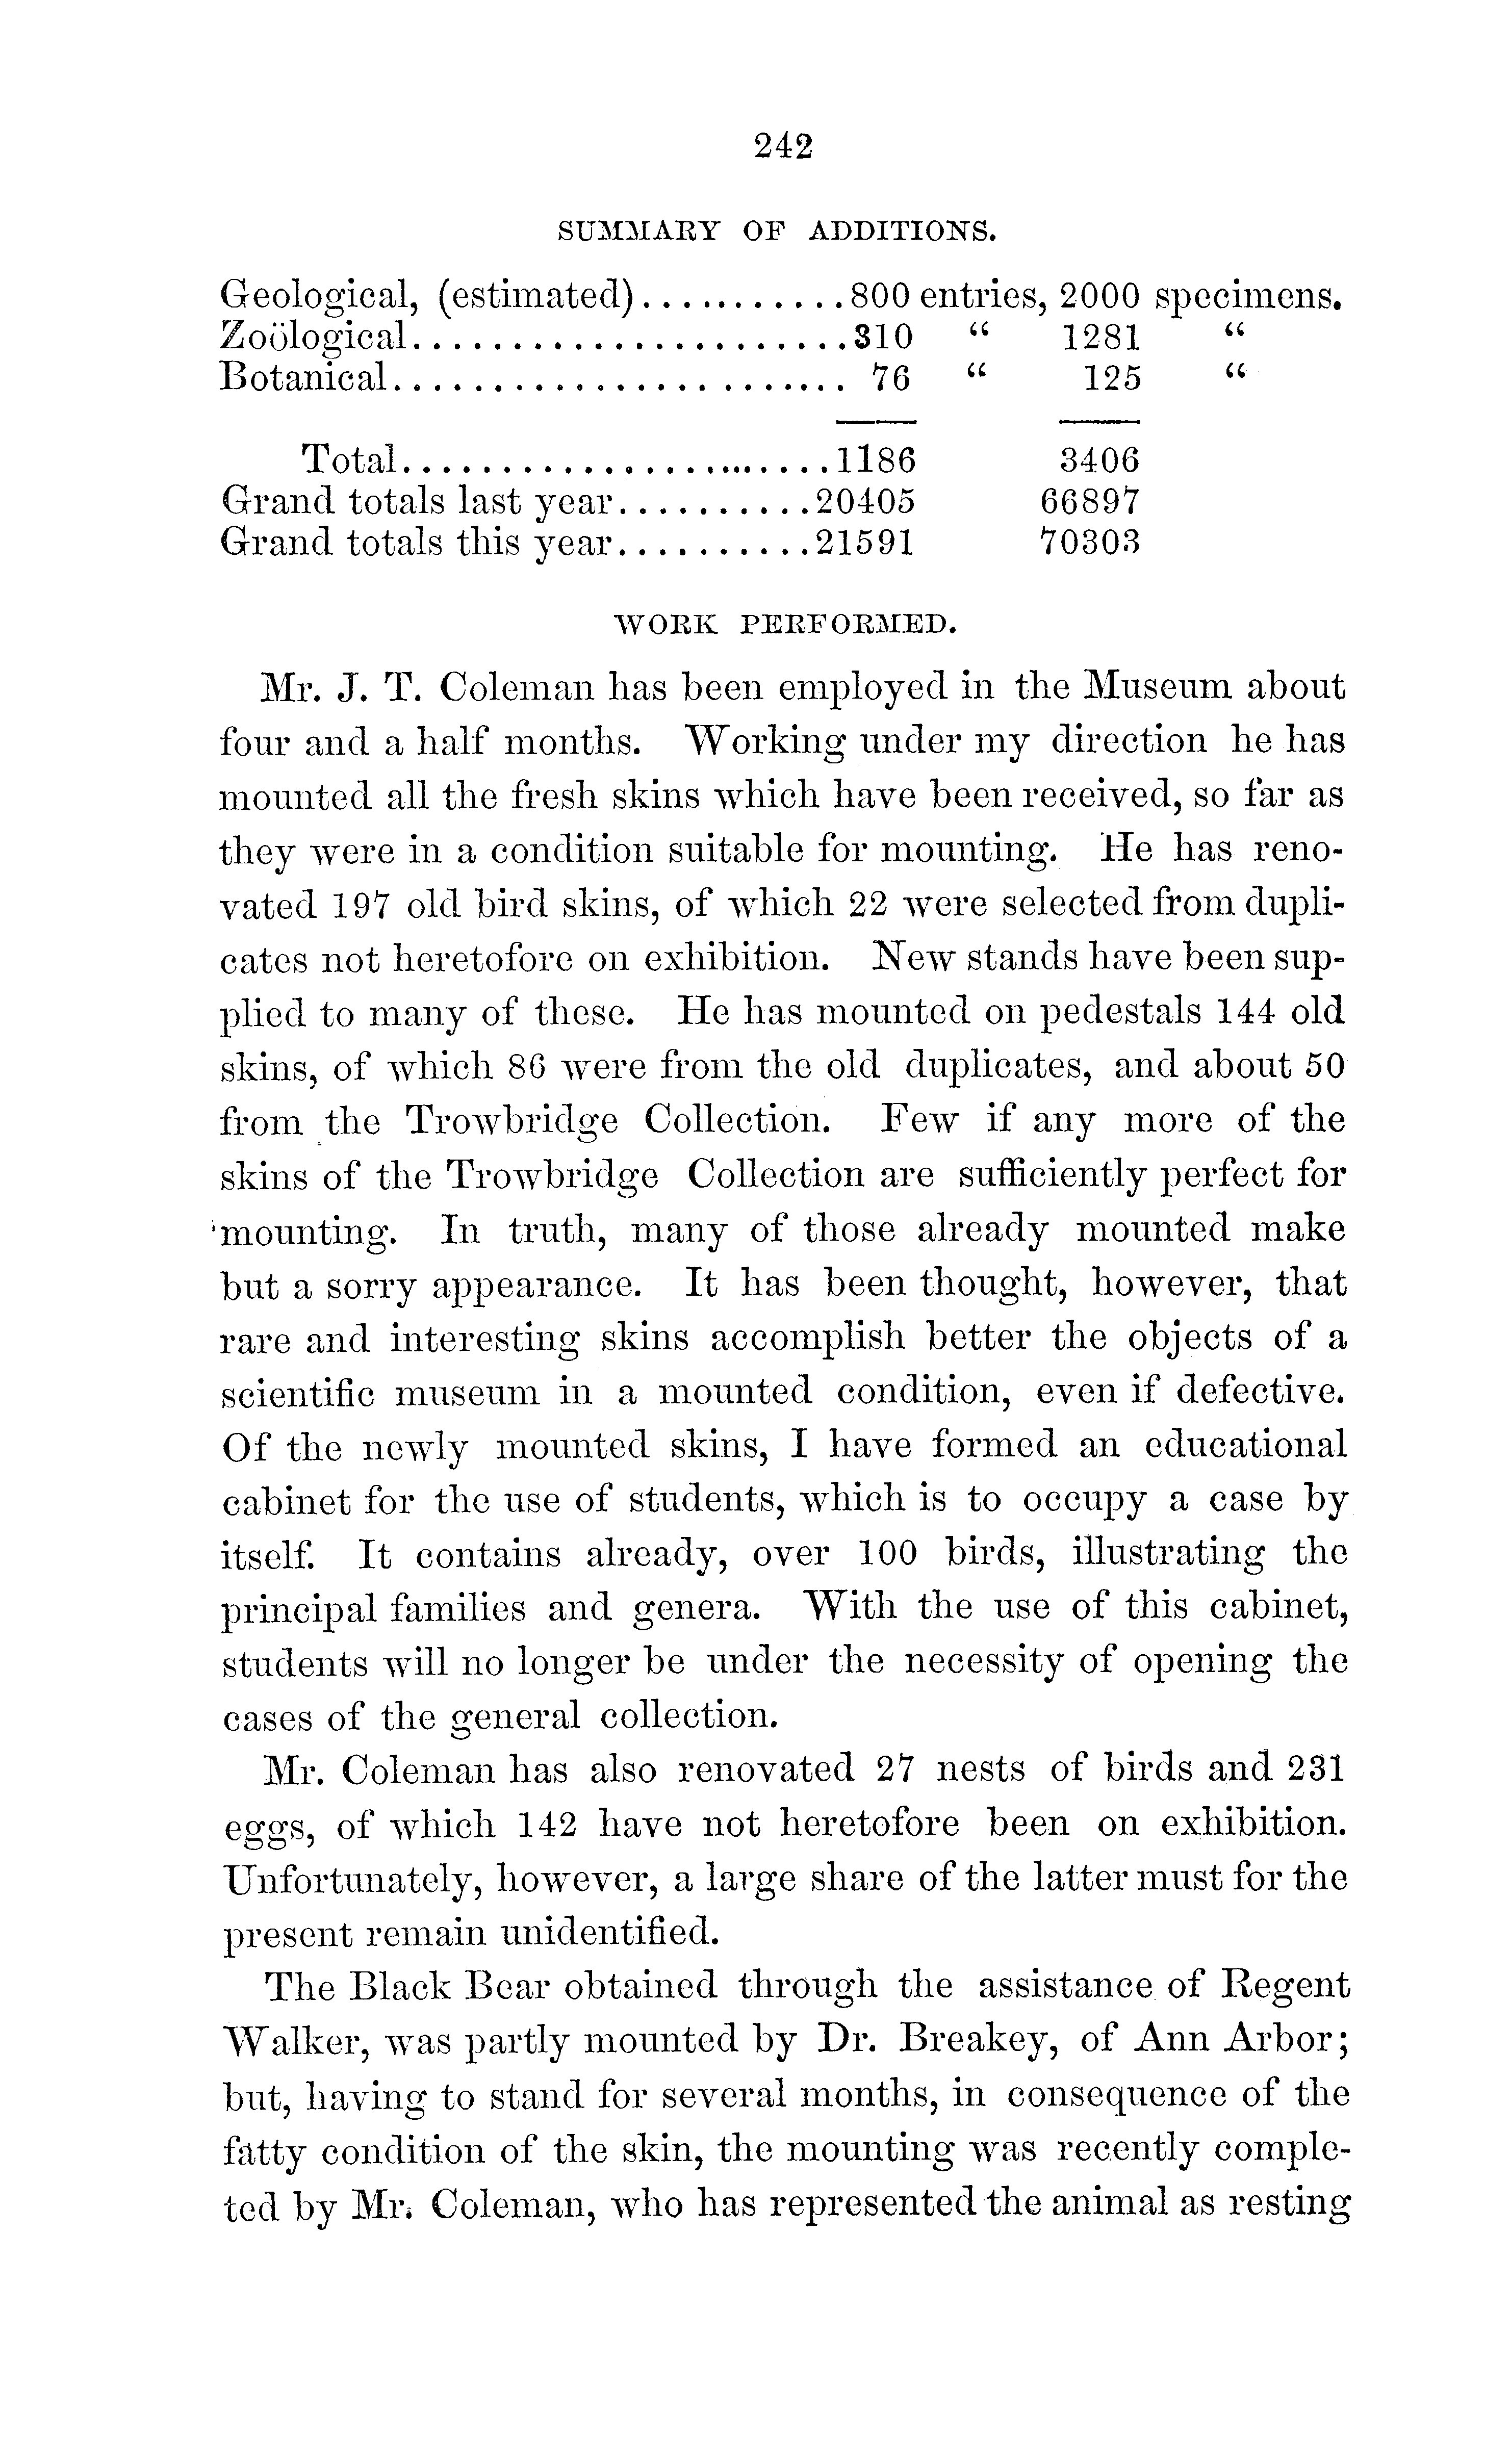 242
SUMMARY OF ADDITIONS.
Geological, (estimated)...........800 entries, 2000 specimens.
Zoölogical......................310 “ 1281 “
Botanical....................... 76 “ 125 “
Total......................1186 3406
Grand totals last year..........20405 66897
Grand totals this year..........21591 70303
WORK PERFORMED.
Mr. J. T. Coleman has been employed in the Museum about
four and a half months. Working under my direction he has
mounted all the fresh skins which have been received, so far as
they were in a condition suitable for mounting. He has reno-
vated 197 old bird skins, of which 22 were selected from dupli-
cates not heretofore on exhibition. New stands have been sup-
plied to many of these. He has mounted on pedestals 144 old
skins, of which 86 were from the old duplicates, and about 50
from the Trowbridge Collection. Few if any more of the
skins of the Trowbridge Collection are sufficiently perfect for
mounting. In truth, many of those already mounted make
but a sorry appearance. It has been thought, however, that
rare and interesting skins accomplish better the objects of a
scientific museum in a mounted condition, even if defective.
Of the newly mounted skins, I have formed an educational
cabinet for the use of students, which is to occupy a case by
itself. It contains already, over 100 birds, illustrating the
principal families and genera. With the use of this cabinet,
students will no longer be under the necessity of opening the
cases of the general collection.
Mr. Coleman has also renovated 27 nests of birds and 231
eggs, of which 142 have not heretofore been on exhibition.
Unfortunately, however, a large share of the latter must for the
present remain unidentified.
The Black Bear obtained through the assistance of Regent
Walker, was partly mounted by Dr. Breakey, of Ann Arbor;
but, having to stand for several months, in consequence of the
fatty condition of the skin, the mounting was recently comple-
ted by Mr. Coleman, who has represented the animal as resting